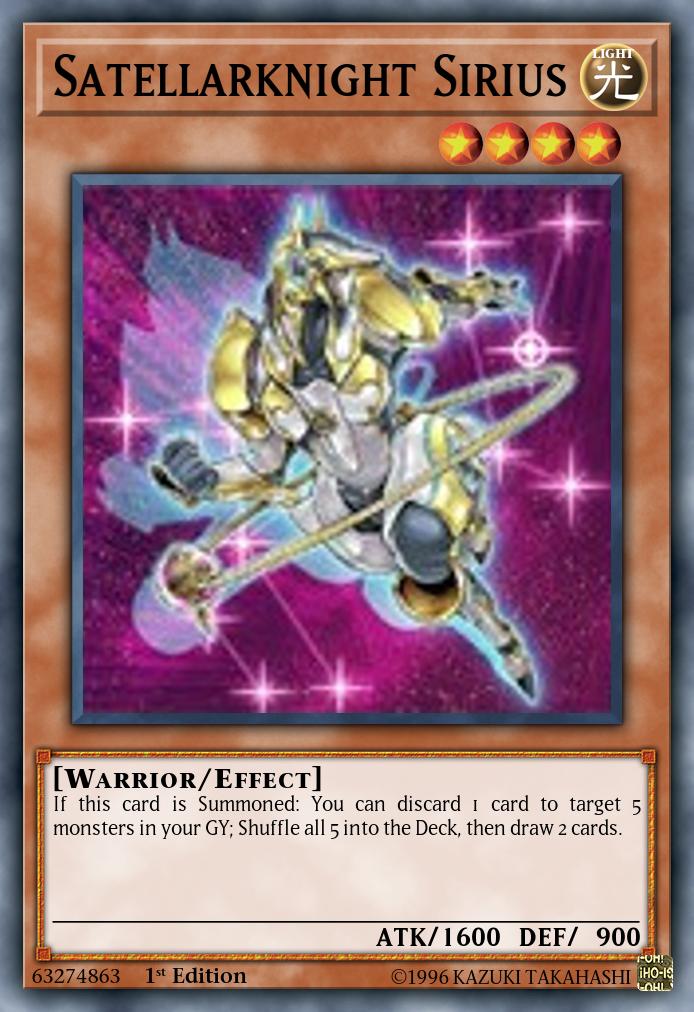 Satellarknight Sirius
LIGHT
光
[Warrior/Effect]
If this card is Summoned: You can discard 1 card to target 5
monsters in your GY; Shuffle all 5 into the Deck, then draw 2 cards.
ATK/1600 DEF/ 900
63274863 1st Edition ©1996 KAZUKI TAKAHASHI